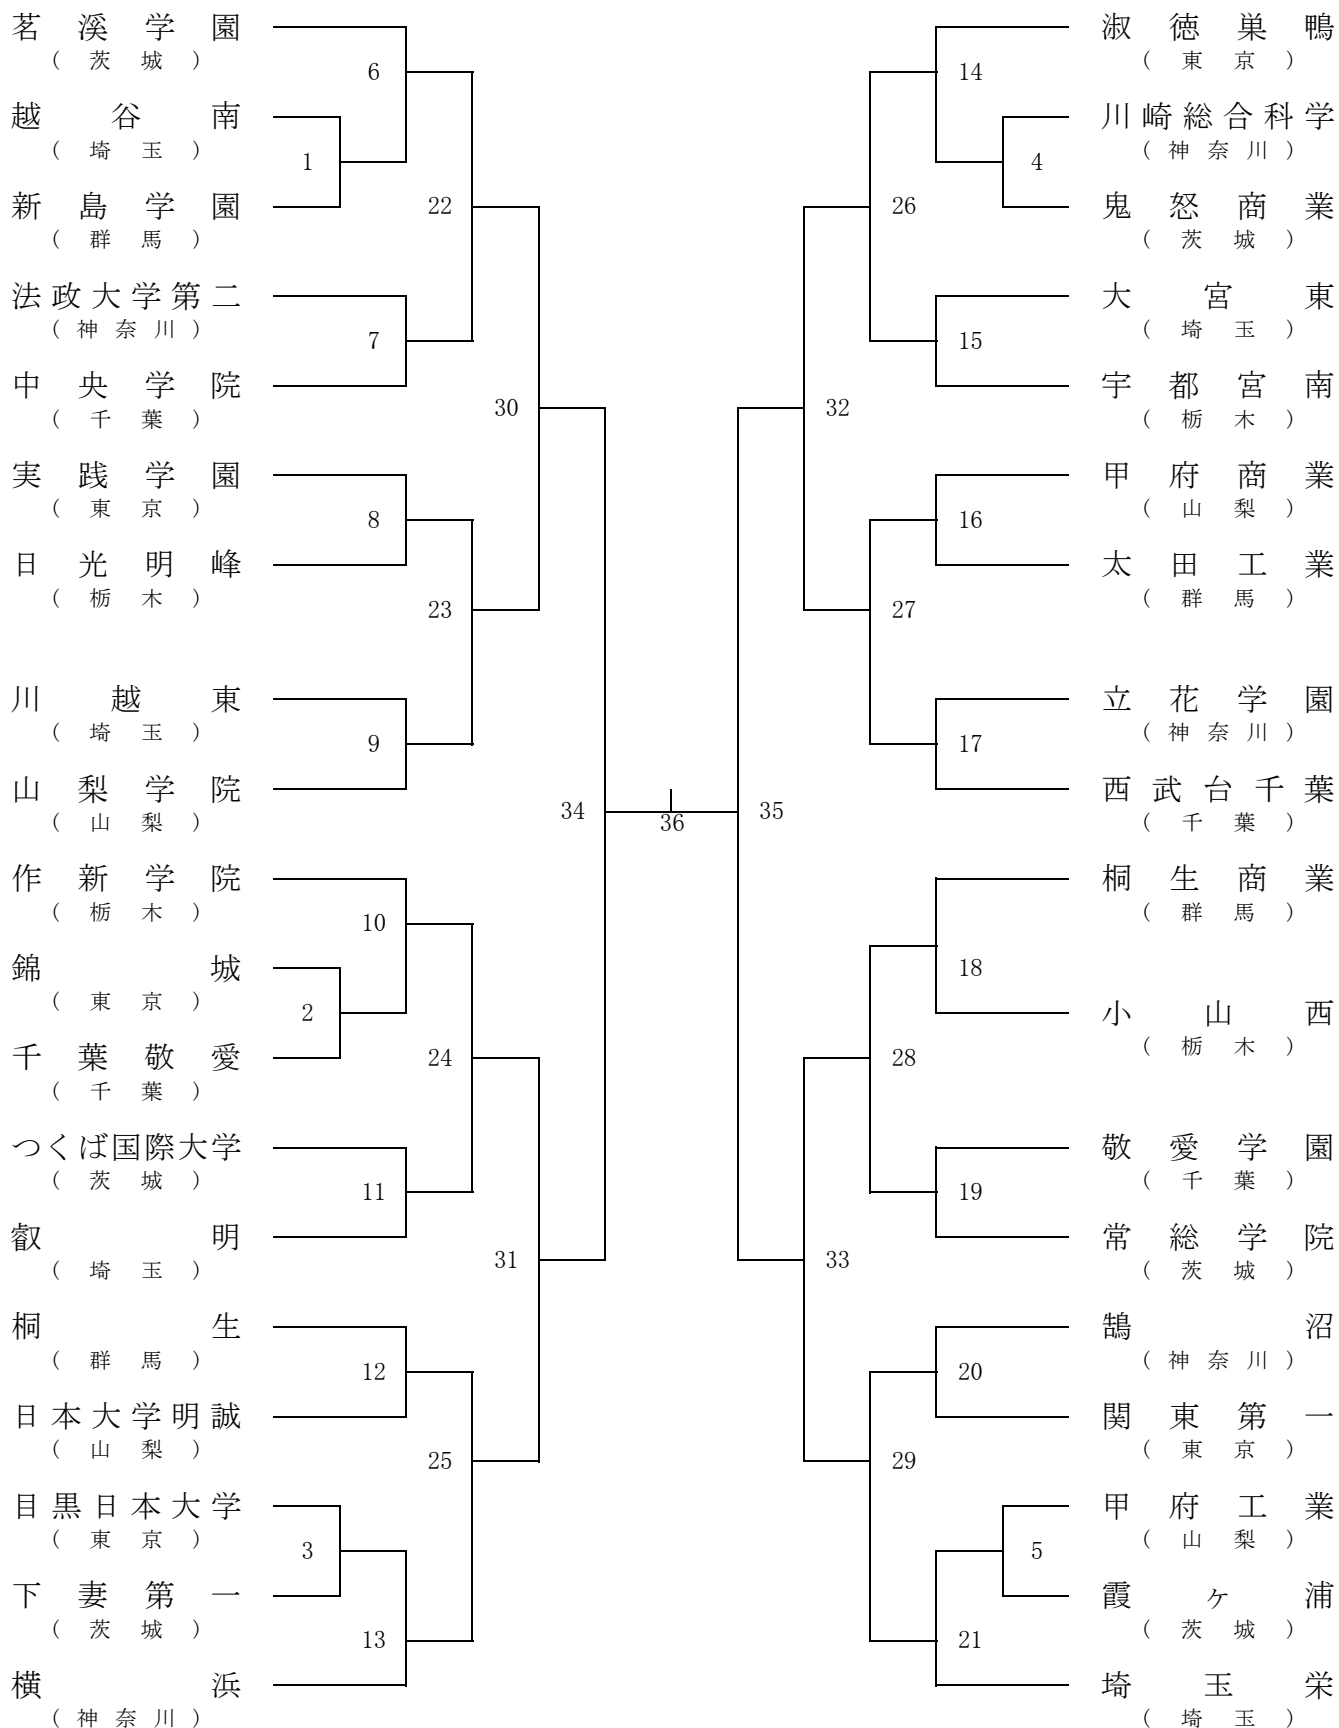 茗溪学園
（茨城）
越谷南
（埼玉）
新島学園
（群馬）
法政大学第二
（神奈川）
中央学院
（千葉）
実践学園
（東京）
日光明峰
（栃木）
川越東
（埼玉）
山梨学院
（山梨）
作新学院
（栃木）
錦城
（東京）
千葉敬愛
（千葉）
つくば国際大学
（茨城）
叡明
（埼玉）
桐生
（群馬）
日本大学明誠
（山梨）
目黒日本大学
（東京）
下妻第一
（茨城）
横浜
（神奈川）
1
2
3
6
7
8
9
10
11
12
13
22
23
24
25
30
31
34
36
35
32
33
26
27
28
29
14
15
16
17
18
19
20
21
4
5
淑徳巣鴨
（東京）
川崎総合科学
（神奈川）
鬼怒商業
（茨城）
大宮東
（埼玉）
宇都宮南
（栃木）
甲府商業
（山梨）
太田工業
（群馬）
立花学園
（神奈川）
西武台千葉
（千葉）
桐生商業
（群馬）
小山西
（栃木）
敬愛学園
（千葉）
常総学院
（茨城）
鵠沼
（神奈川）
関東第一
（東京）
甲府工業
（山梨）
霞ヶ浦
（茨城）
埼玉栄
（埼玉）